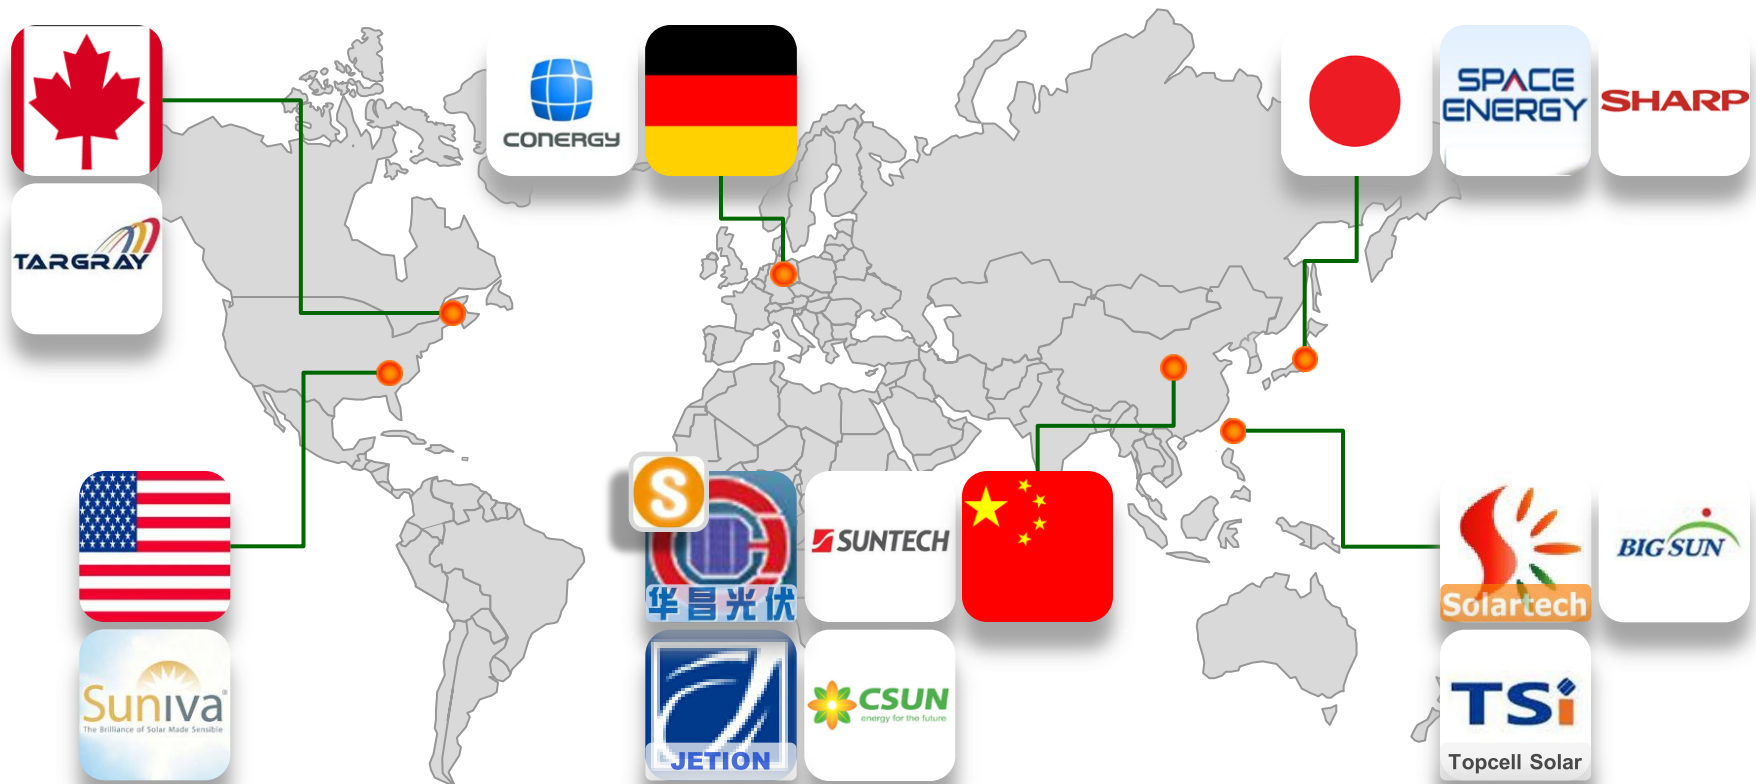 CONERGY
SPACE
ENERGY
SHARP
TARGRAY
S
SUNTECH
华昌光伏
Solartech
BIG SUN
Suniva®
The Brilliance of Solar Made Sensible
JETION
CSUN
energy for the future
TSi
Topcell Solar